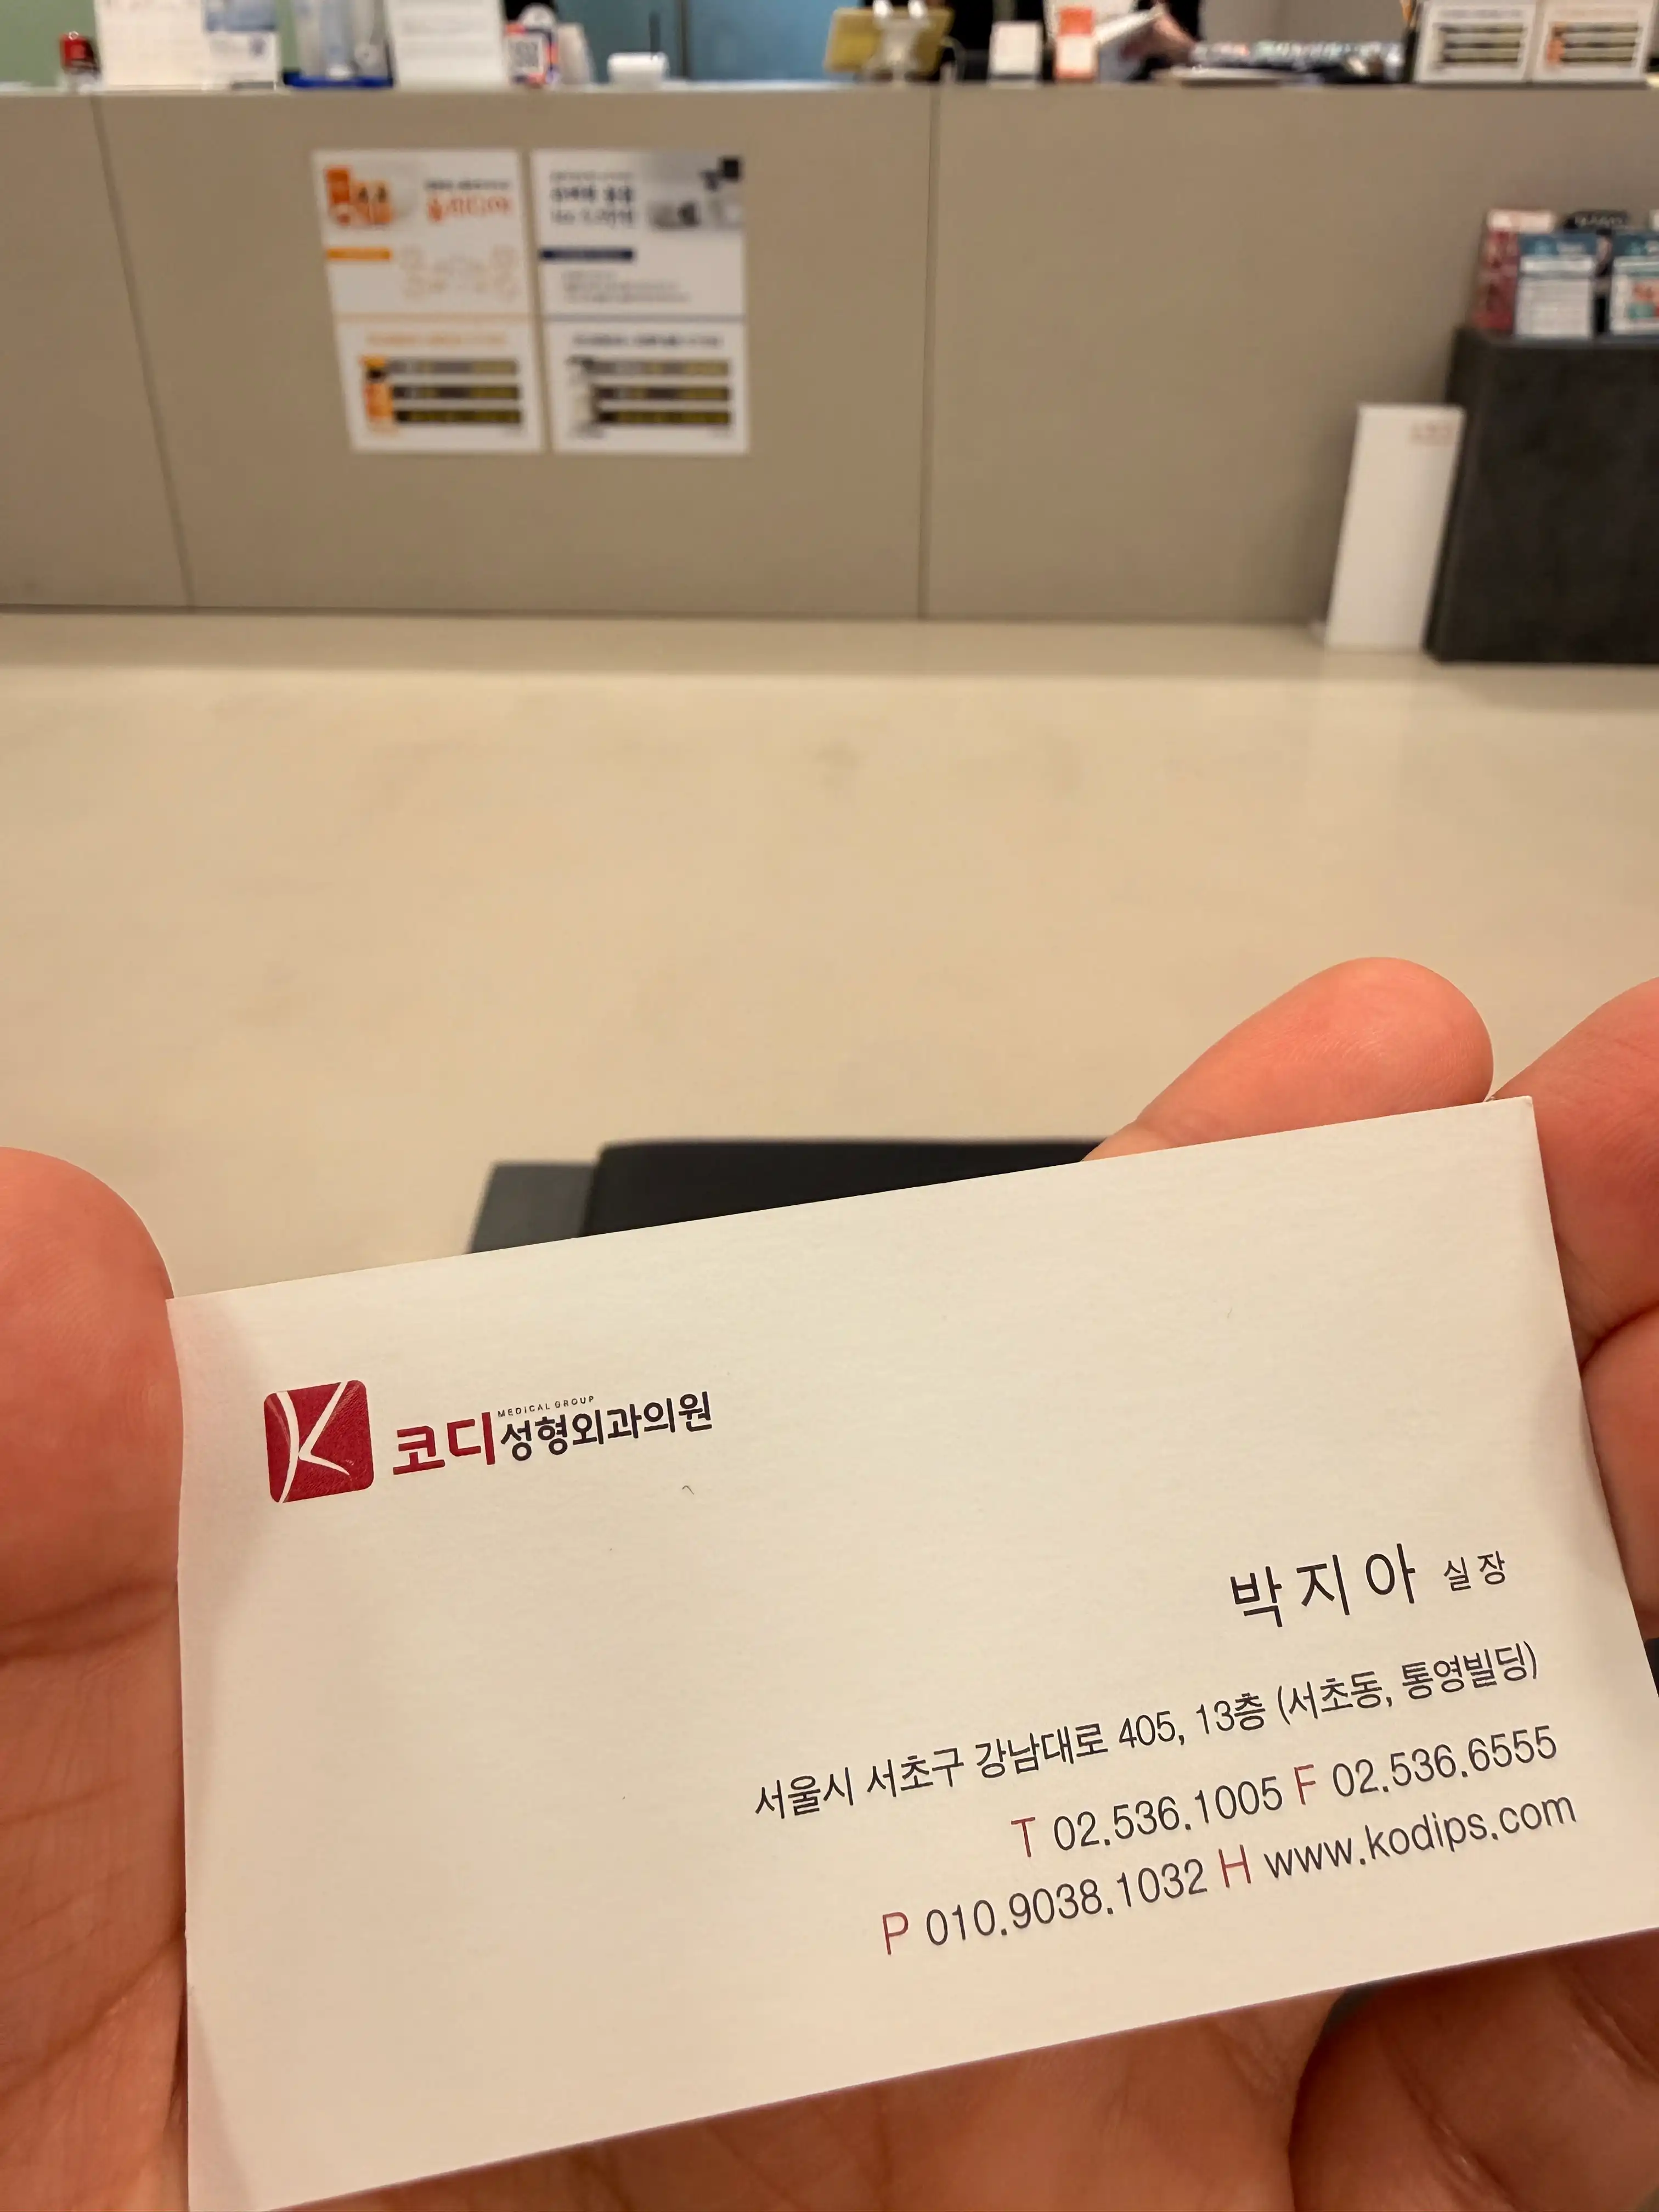 MEDICAL GROUP
코디성형외과의원
박지아 실장
서울시 서초구 강남대로 405, 13층 (서초동, 통영빌딩)
T 02.536.1005 F 02.536.6555
P 010.9038.1032 H www.kodips.com